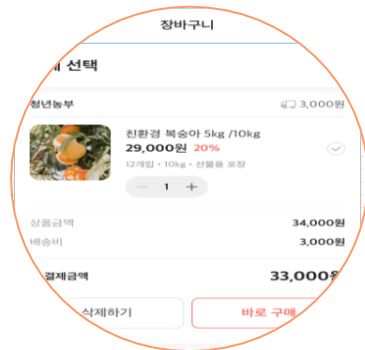 장바구니
선택
청년농부 3,000원
친환경 복숭아 5kg /10kg
29,000원 20%
12개입 • 10kg • 선물용 포장
1
상품금액 34,000원
배송비 3,000원
결제금액 33,000원
삭제하기 바로 구매